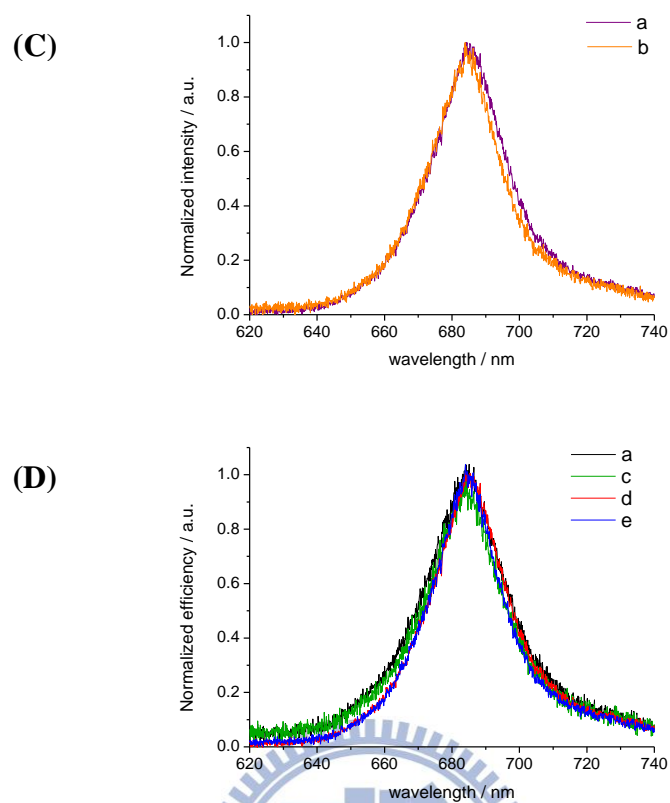 (C)
a
b
1.0
0.8
0.6
0.4
0.2
0.0
Normalized intensity / a.u.
620 640 660 680 700 720 740
wavelength / nm
(D)
a
c
d
e
1.0
0.8
0.6
0.4
0.2
0.0
Normalized efficiency / a.u.
620 640 660 680 700 720 740
wavelength / nm